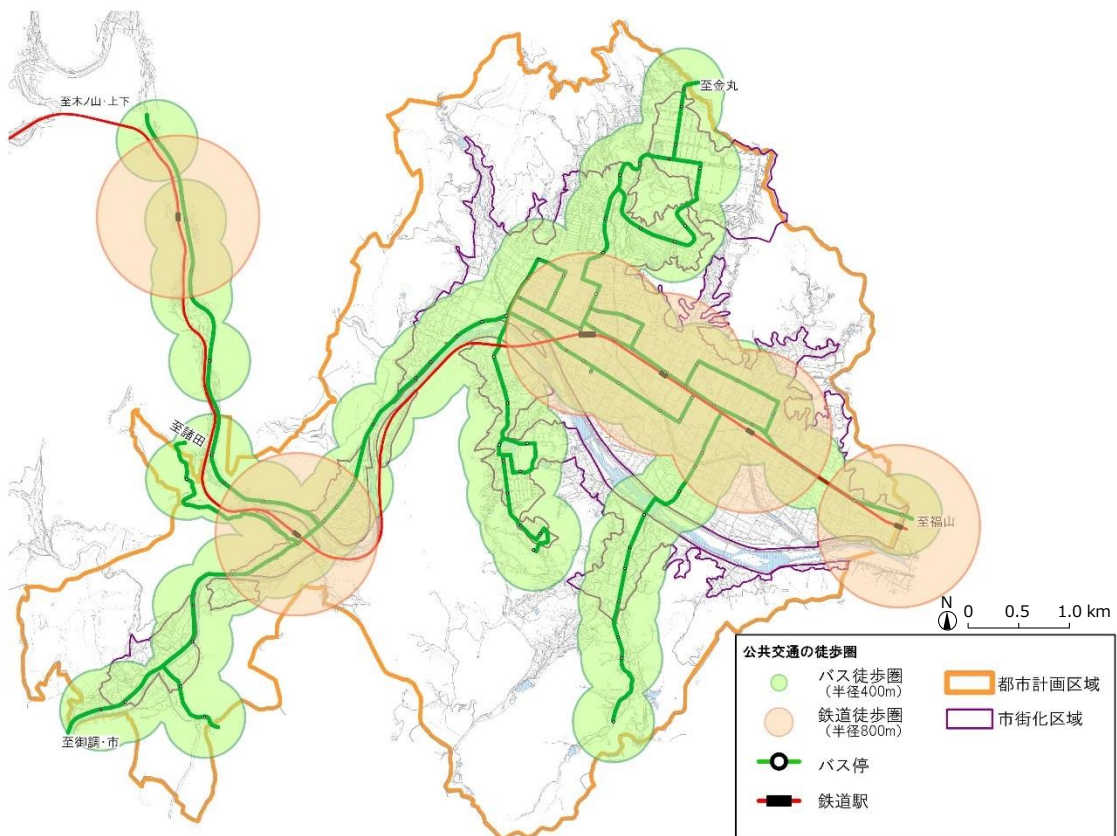 至木ノ山・上下
至金丸
至諸田
至福山
至御調・市
N
0 0.5 1.0 km
公共交通の徒歩圏
バス徒歩圏
(半径400m)
鉄道徒歩圏
(半径800m)
バス停
鉄道駅
都市計画区域
市街化区域